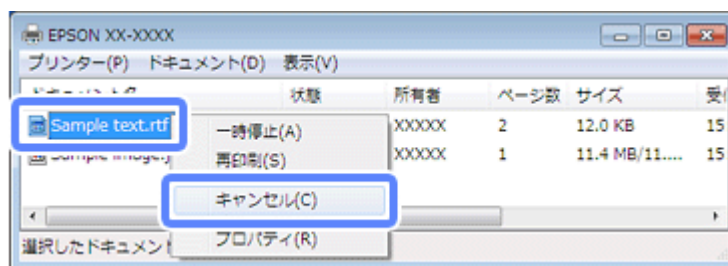 EPSON XX-XXXX
プリンター(P) ドキュメント(D) 表示(V)
状態 所有者 ページ数 サイズ
Sample text.rtf XXXXX 2 12.0 KB 15
XXXXX 1 11.4 MB/11.... 15
一時停止(A)
再印刷(S)
キャンセル(C)
プロパティ(R)
選択したドキュメント